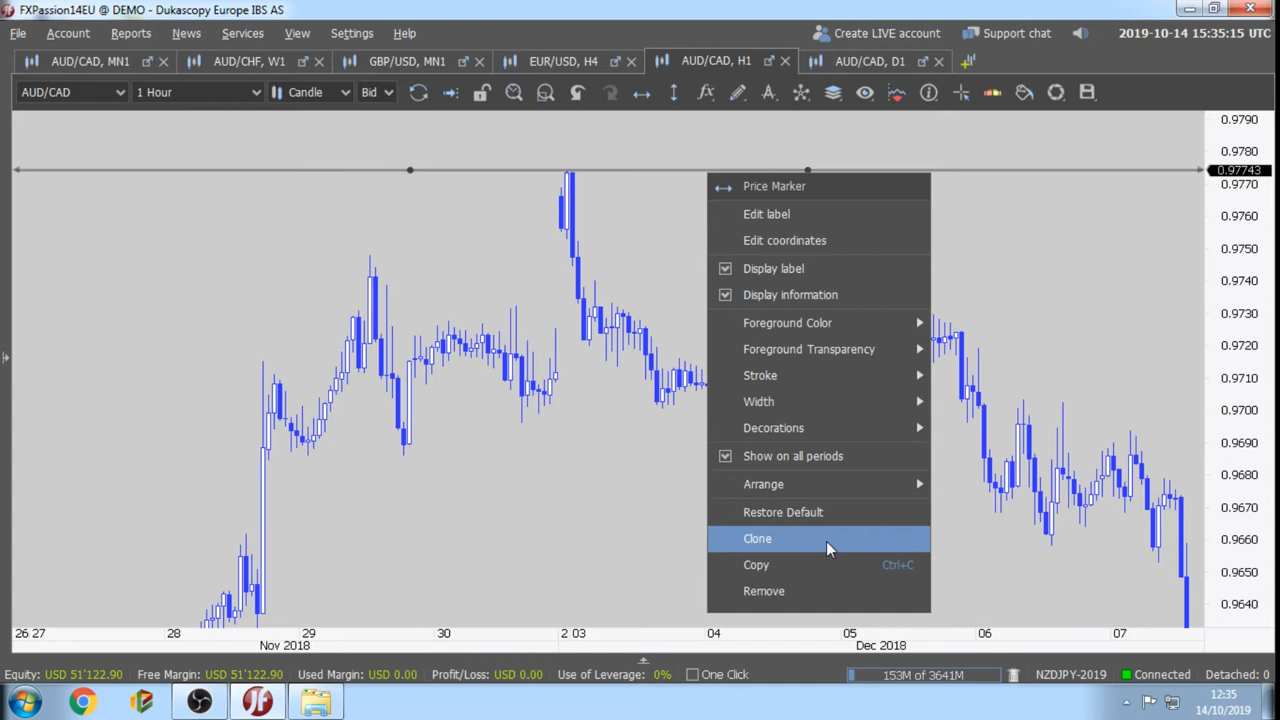 FXPassion14EU @ DEMO - Dukascopy Europe IBS AS
File Account Reports News Services View Settings Help Create LIVE account Support chat 2019-10-14 15:35:15 UTC
AUD/CAD, MN1 AUD/CHF, W1 GBP/USD, MN1 EUR/USD, H4 AUD/CAD, H1 AUD/CAD, D1
AUD/CAD 1 Hour Candle Bid
0.9790
0.9780
0.97743
0.9770
0.9760
0.9750
0.9740
0.9730
0.9720
0.9710
0.9700
0.9690
0.9680
0.9670
0.9660
0.9650
0.9640
Price Marker
Edit label
Edit coordinates
Display label
Display information
Foreground Color
Foreground Transparency
Stroke
Width
Decorations
Show on all periods
Arrange
Restore Default
Clone
Copy Ctrl+C
Remove
26 27 28 29 30 2 03 04 05 06 07
Nov 2018 Dec 2018
Equity: USD 51'122.90 Free Margin: USD 51'122.90 Used Margin: USD 0.00 Profit/Loss: USD 0.00 Use of Leverage: 0% One Click 153M of 3641M NZDJPY-2019 Connected Detached: 0
12:35
14/10/2019